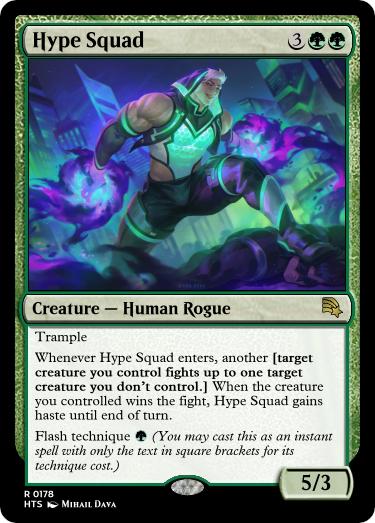 Hype Squad 3
Creature — Human Rogue
Trample
Whenever Hype Squad enters, another [target
creature you control fights up to one target
creature you don't control.] When the creature
you controlled wins the fight, Hype Squad gains
haste until end of turn.
Flash technique (You may cast this as an instant
spell with only the text in square brackets for its
technique cost.)
5/3
R 0178
HTS Mihail Dava